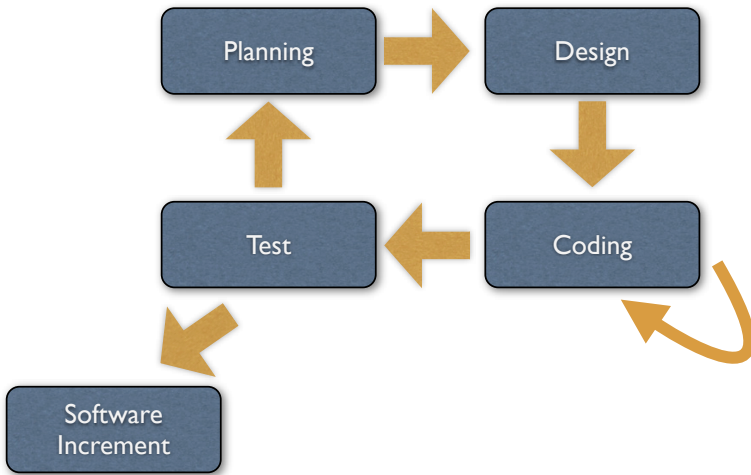 Planning
Design
Test
Coding
Software
Increment